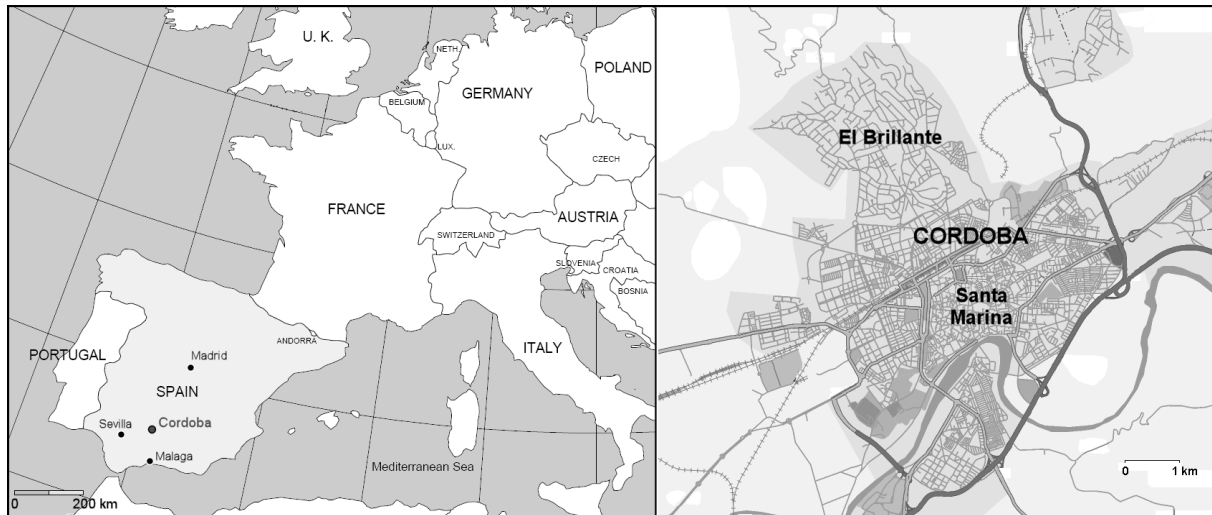 U. K.
NETH.
POLAND
GERMANY
BELGIUM
LUX.
CZECH
FRANCE
AUSTRIA
SWITZERLAND
SLOVENIA
CROATIA
BOSNIA
ANDORRA
ITALY
PORTUGAL
Madrid
SPAIN
Sevilla
Cordoba
Malaga
Mediterranean Sea
0 200 km
El Brillante
CORDOBA
Santa
Marina
0 1 km